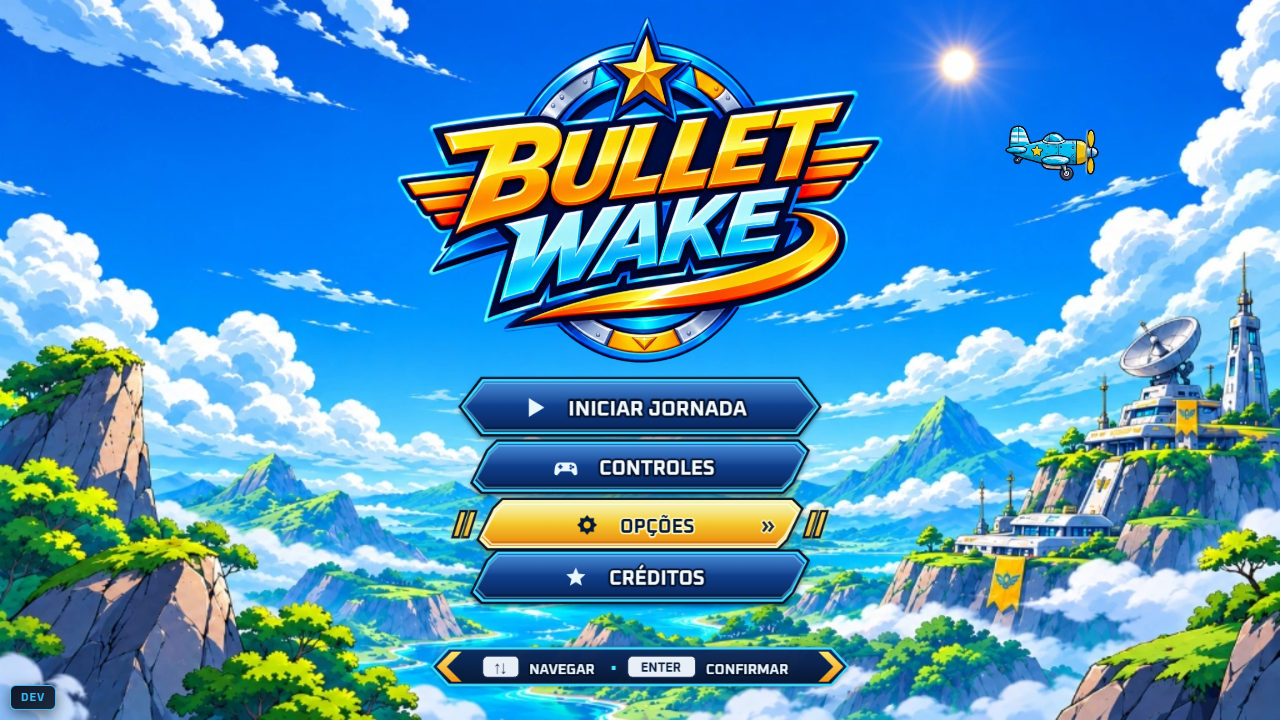 BULLET
WAKE
INICIAR JORNADA
CONTROLES
OPÇÕES »
CRÉDITOS
↑↓ NAVEGAR • ENTER CONFIRMAR
DEV